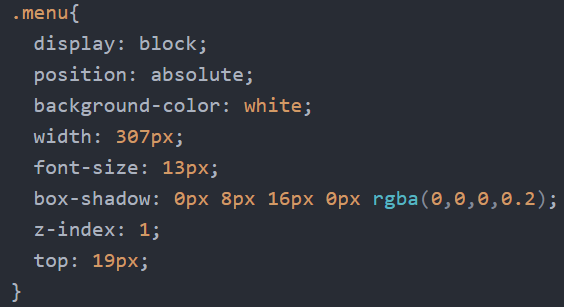 .menu{
display: block;
position: absolute;
background-color: white;
width: 307px;
font-size: 13px;
box-shadow: 0px 8px 16px 0px rgba(0,0,0,0.2);
z-index: 1;
top: 19px;
}